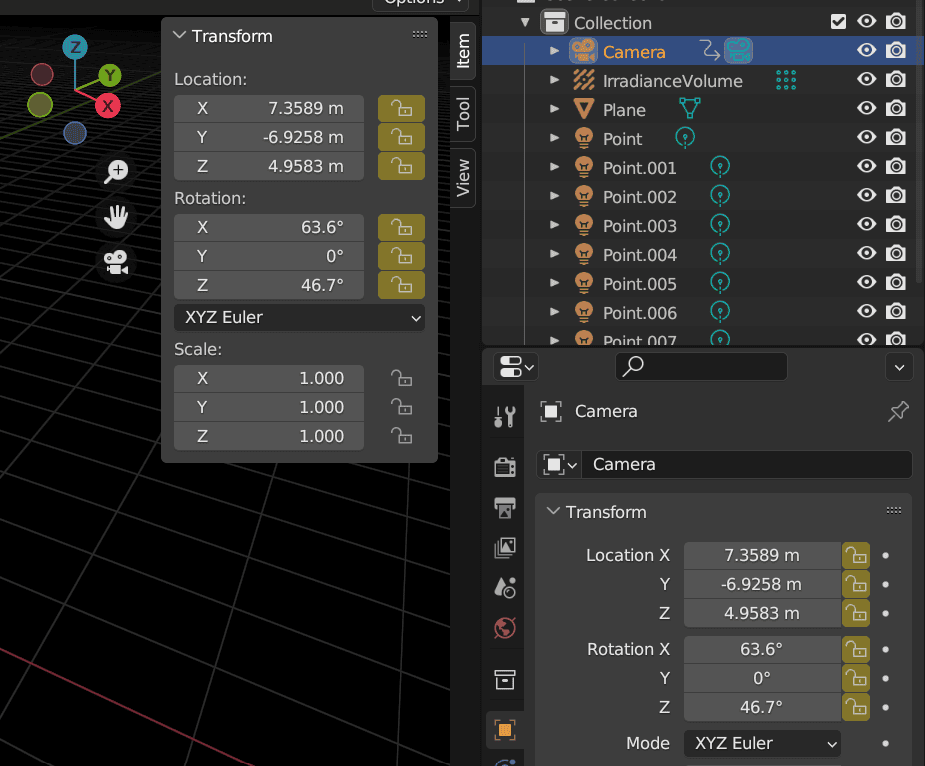 Options
Transform
Item
Tool
View
Z
Y
X
Location:
X 7.3589 m
Y -6.9258 m
Z 4.9583 m
Rotation:
X 63.6°
Y 0°
Z 46.7°
XYZ Euler
Scale:
X 1.000
Y 1.000
Z 1.000
Collection
Camera
IrradianceVolume
Plane
Point
Point.001
Point.002
Point.003
Point.004
Point.005
Point.006
Point.007
Camera
Camera
Transform
Location X 7.3589 m
Y -6.9258 m
Z 4.9583 m
Rotation X 63.6°
Y 0°
Z 46.7°
Mode XYZ Euler